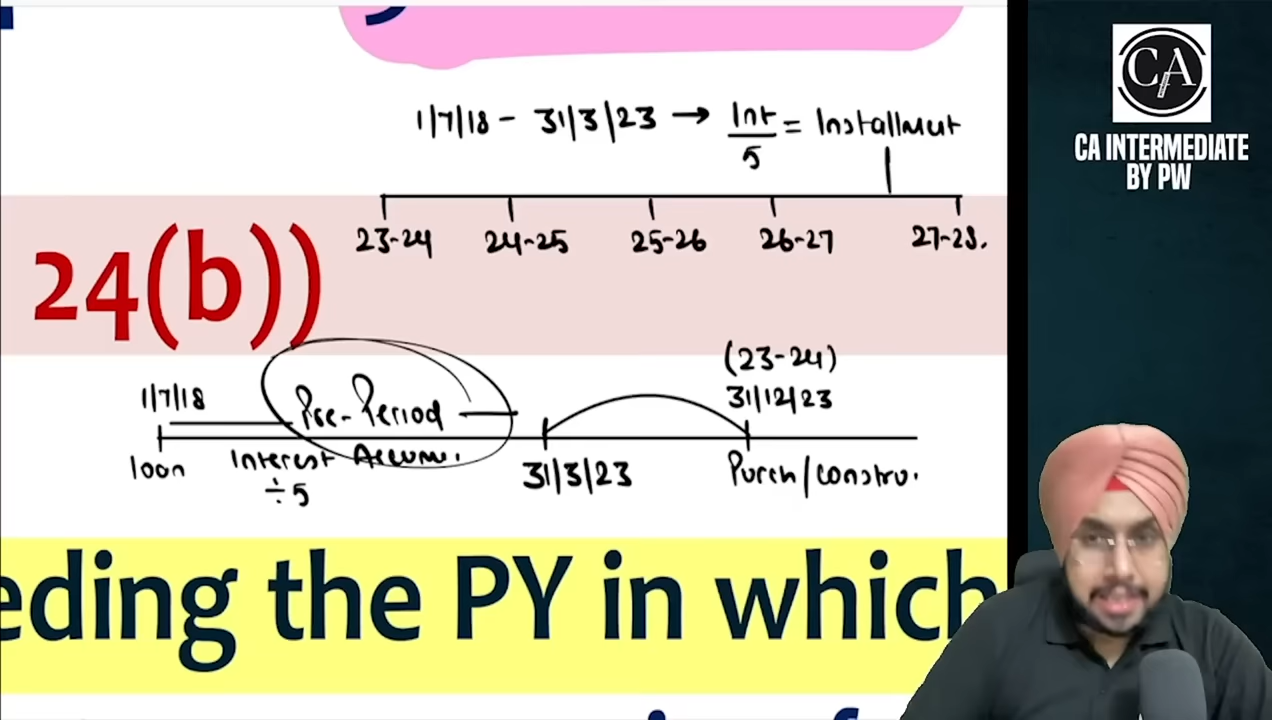 1/7/18 - 31/3/23 → Int/5 = Installment
23-24 24-25 25-26 26-27 27-28.
24(b))
(23-24)
1/7/18 Pre-Period 31/12/23
loan Interest Accumu. 31/3/23 Purch/constru.
÷5
eding the PY in which
CA
CA INTERMEDIATE
BY PW